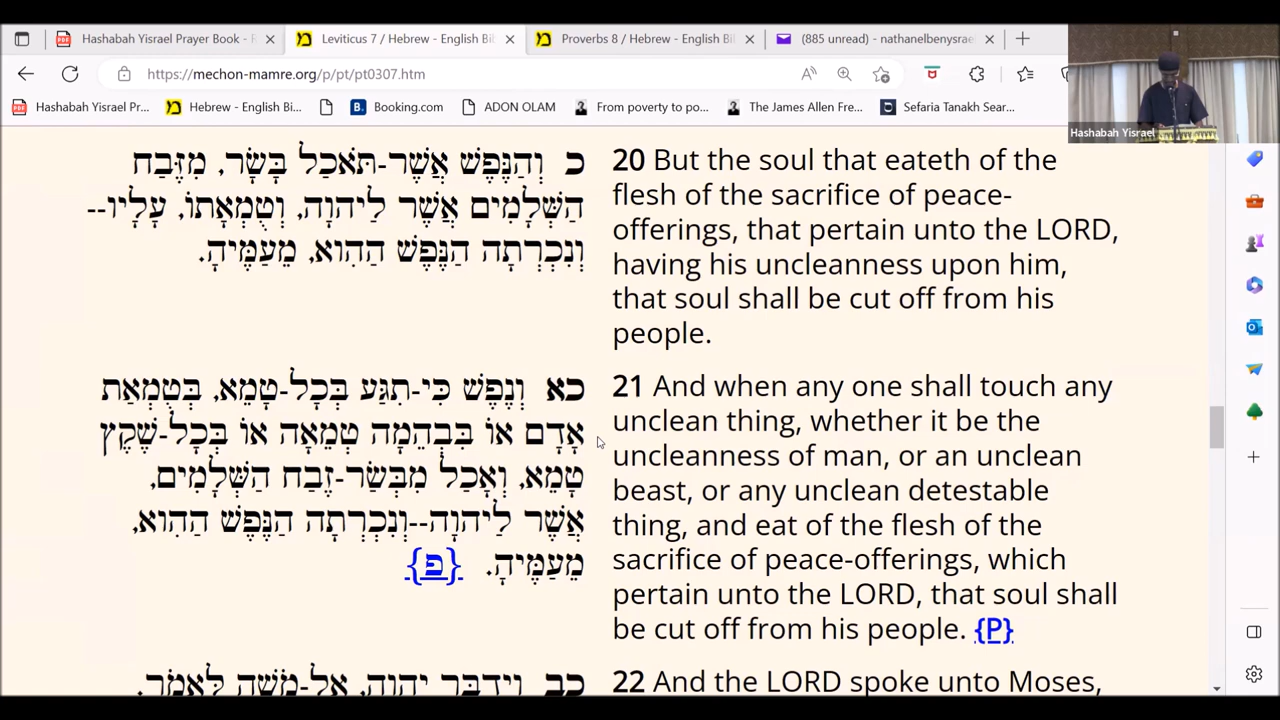 Hashabah Yisrael Prayer Book - R
Leviticus 7 / Hebrew - English Bib
Proverbs 8 / Hebrew - English Bib
(885 unread) - nathanelbenysrae
https://mechon-mamre.org/p/pt/pt0307.htm
Hashabah Yisrael Pr...
Hebrew - English Bi...
Booking.com
ADON OLAM
From poverty to po...
The James Allen Fre...
Sefaria Tanakh Sear...
Hashabah Yisrael
כ וְהַנֶּפֶשׁ אֲשֶׁר-תֹּאכַל בָּשָׂר, מִזֶּבַח
הַשְּׁלָמִים אֲשֶׁר לַיהוָה, וְטֻמְאָתוֹ, עָלָיו--
וְנִכְרְתָה הַנֶּפֶשׁ הַהִוא, מֵעַמֶּיהָ.
20 But the soul that eateth of the
flesh of the sacrifice of peace-
offerings, that pertain unto the LORD,
having his uncleanness upon him,
that soul shall be cut off from his
people.
כא וְנֶפֶשׁ כִּי-תִגַּע בְּכָל-טָמֵא, בְּטֻמְאַת
אָדָם אוֹ בִּבְהֵמָה טְמֵאָה אוֹ בְּכָל-שֶׁקֶץ
טָמֵא, וְאָכַל מִבְּשַׂר-זֶבַח הַשְּׁלָמִים,
אֲשֶׁר לַיהוָה--וְנִכְרְתָה הַנֶּפֶשׁ הַהִוא,
מֵעַמֶּיהָ. {פ}
21 And when any one shall touch any
unclean thing, whether it be the
uncleanness of man, or an unclean
beast, or any unclean detestable
thing, and eat of the flesh of the
sacrifice of peace-offerings, which
pertain unto the LORD, that soul shall
be cut off from his people. {P}
כב וַיְדַבֵּר יְהוָה, אֶל-מֹשֶׁה לֵּאמֹר.
22 And the LORD spoke unto Moses,